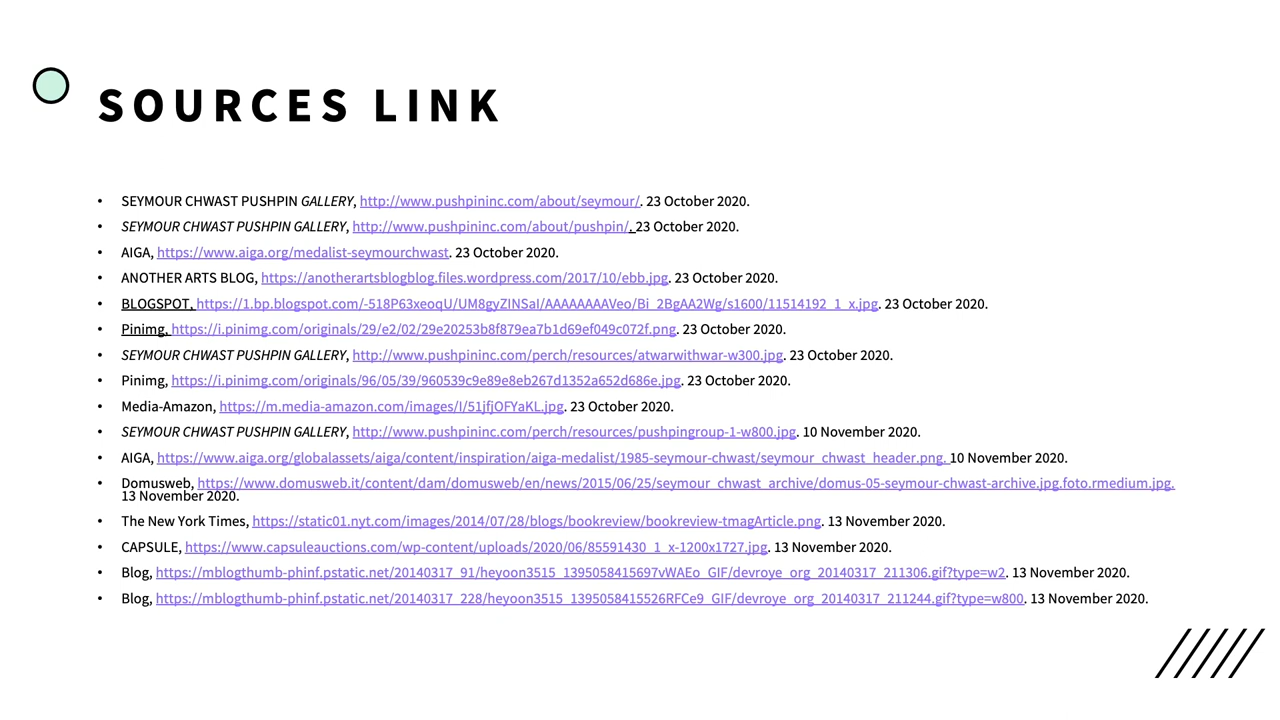 SOURCES LINK
• SEYMOUR CHWAST PUSHPIN GALLERY, http://www.pushpininc.com/about/seymour/. 23 October 2020.
• SEYMOUR CHWAST PUSHPIN GALLERY, http://www.pushpininc.com/about/pushpin/, 23 October 2020.
• AIGA, https://www.aiga.org/medalist-seymourchwast. 23 October 2020.
• ANOTHER ARTS BLOG, https://anotherartsblogblog.files.wordpress.com/2017/10/ebb.jpg. 23 October 2020.
• BLOGSPOT, https://1.bp.blogspot.com/-518P63xeoqU/UM8gyZINSaI/AAAAAAAAVeo/Bi_2BgAA2Wg/s1600/11514192_1_x.jpg. 23 October 2020.
• Pinimg, https://i.pinimg.com/originals/29/e2/02/29e20253b8f879ea7b1d69ef049c072f.png. 23 October 2020.
• SEYMOUR CHWAST PUSHPIN GALLERY, http://www.pushpininc.com/perch/resources/atwarwithwar-w300.jpg. 23 October 2020.
• Pinimg, https://i.pinimg.com/originals/96/05/39/960539c9e89e8eb267d1352a652d686e.jpg. 23 October 2020.
• Media-Amazon, https://m.media-amazon.com/images/I/51jfjOFYaKL.jpg. 23 October 2020.
• SEYMOUR CHWAST PUSHPIN GALLERY, http://www.pushpininc.com/perch/resources/pushpingroup-1-w800.jpg. 10 November 2020.
• AIGA, https://www.aiga.org/globalassets/aiga/content/inspiration/aiga-medalist/1985-seymour-chwast/seymour_chwast_header.png. 10 November 2020.
• Domusweb, https://www.domusweb.it/content/dam/domusweb/en/news/2015/06/25/seymour_chwast_archive/domus-05-seymour-chwast-archive.jpg.foto.rmedium.jpg.
13 November 2020.
• The New York Times, https://static01.nyt.com/images/2014/07/28/blogs/bookreview/bookreview-tmagArticle.png. 13 November 2020.
• CAPSULE, https://www.capsuleauctions.com/wp-content/uploads/2020/06/85591430_1_x-1200x1727.jpg. 13 November 2020.
• Blog, https://mblogthumb-phinf.pstatic.net/20140317_91/heyoon3515_1395058415697vWAEo_GIF/devroye_org_20140317_211306.gif?type=w2. 13 November 2020.
• Blog, https://mblogthumb-phinf.pstatic.net/20140317_228/heyoon3515_1395058415526RFCe9_GIF/devroye_org_20140317_211244.gif?type=w800. 13 November 2020.